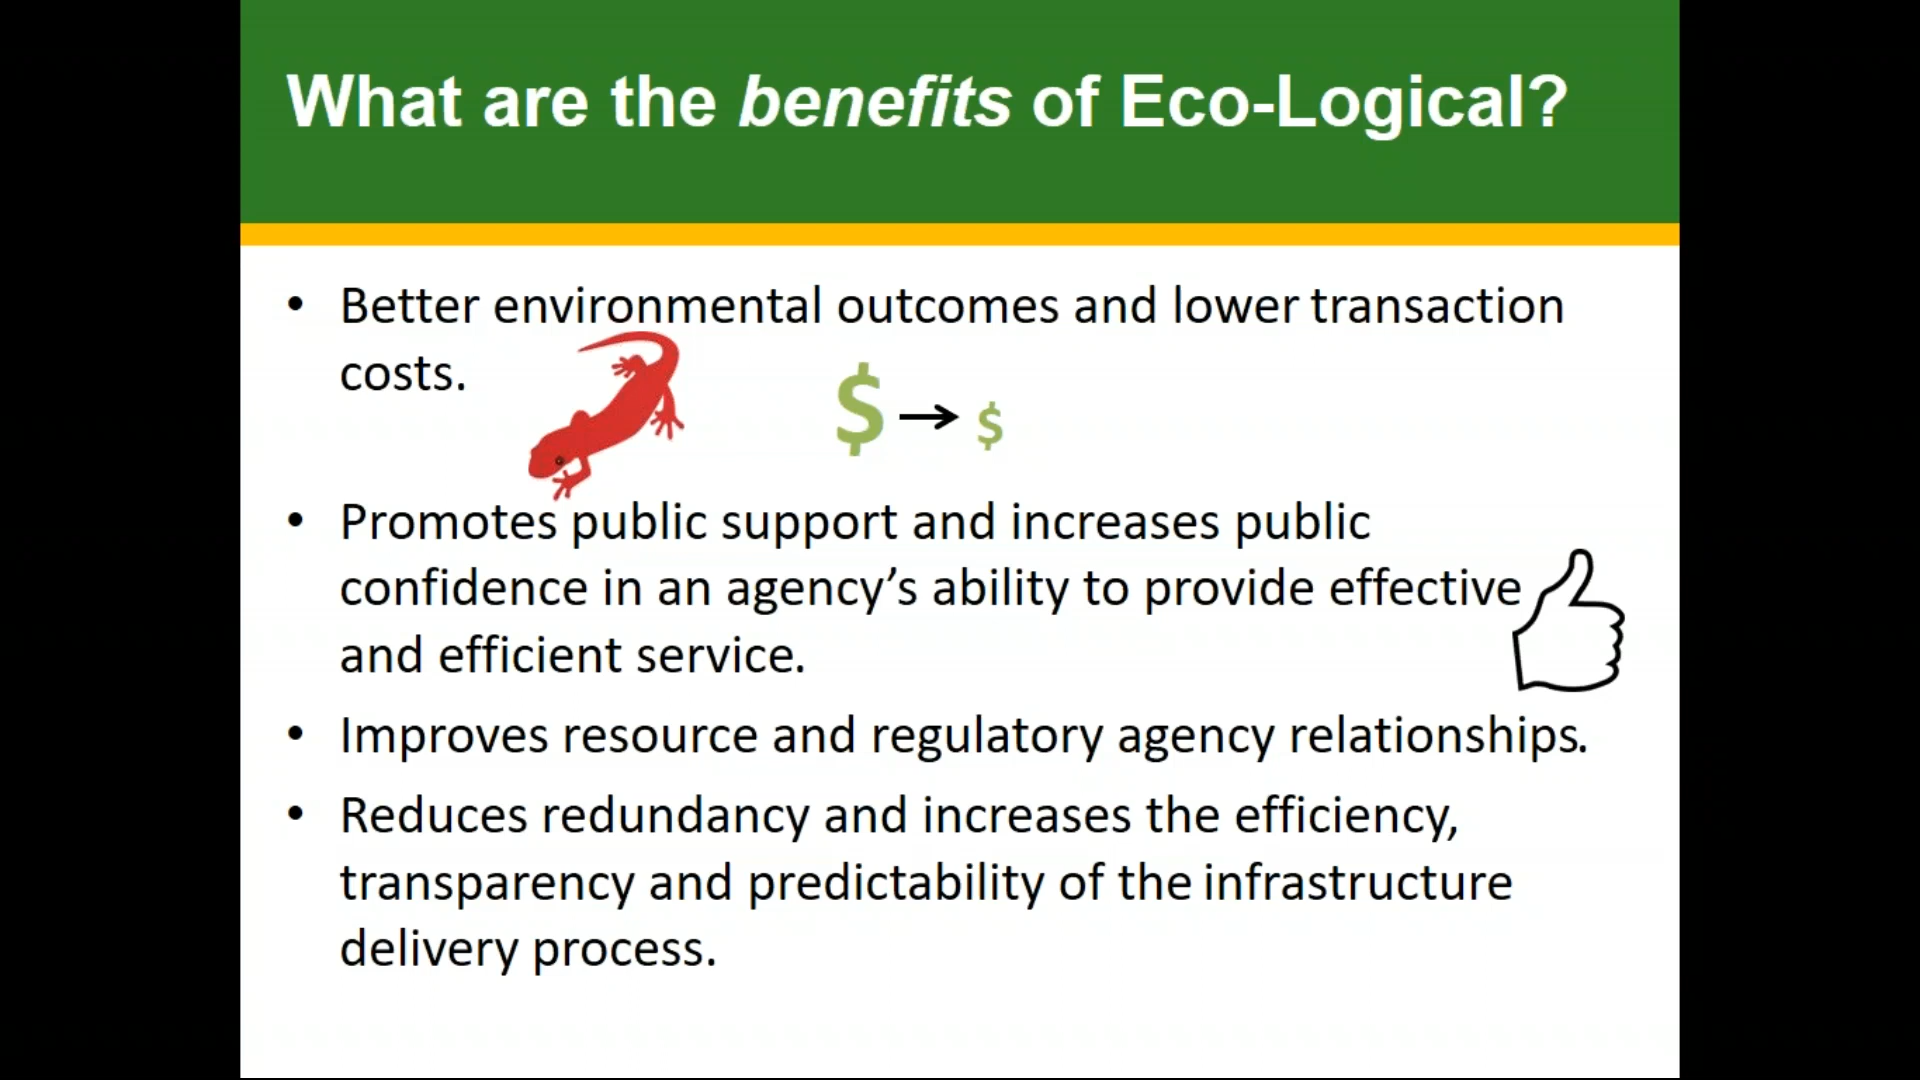 What are the benefits of Eco-Logical?
• Better environmental outcomes and lower transaction
costs.
$ → $
• Promotes public support and increases public
confidence in an agency’s ability to provide effective
and efficient service.
• Improves resource and regulatory agency relationships.
• Reduces redundancy and increases the efficiency,
transparency and predictability of the infrastructure
delivery process.